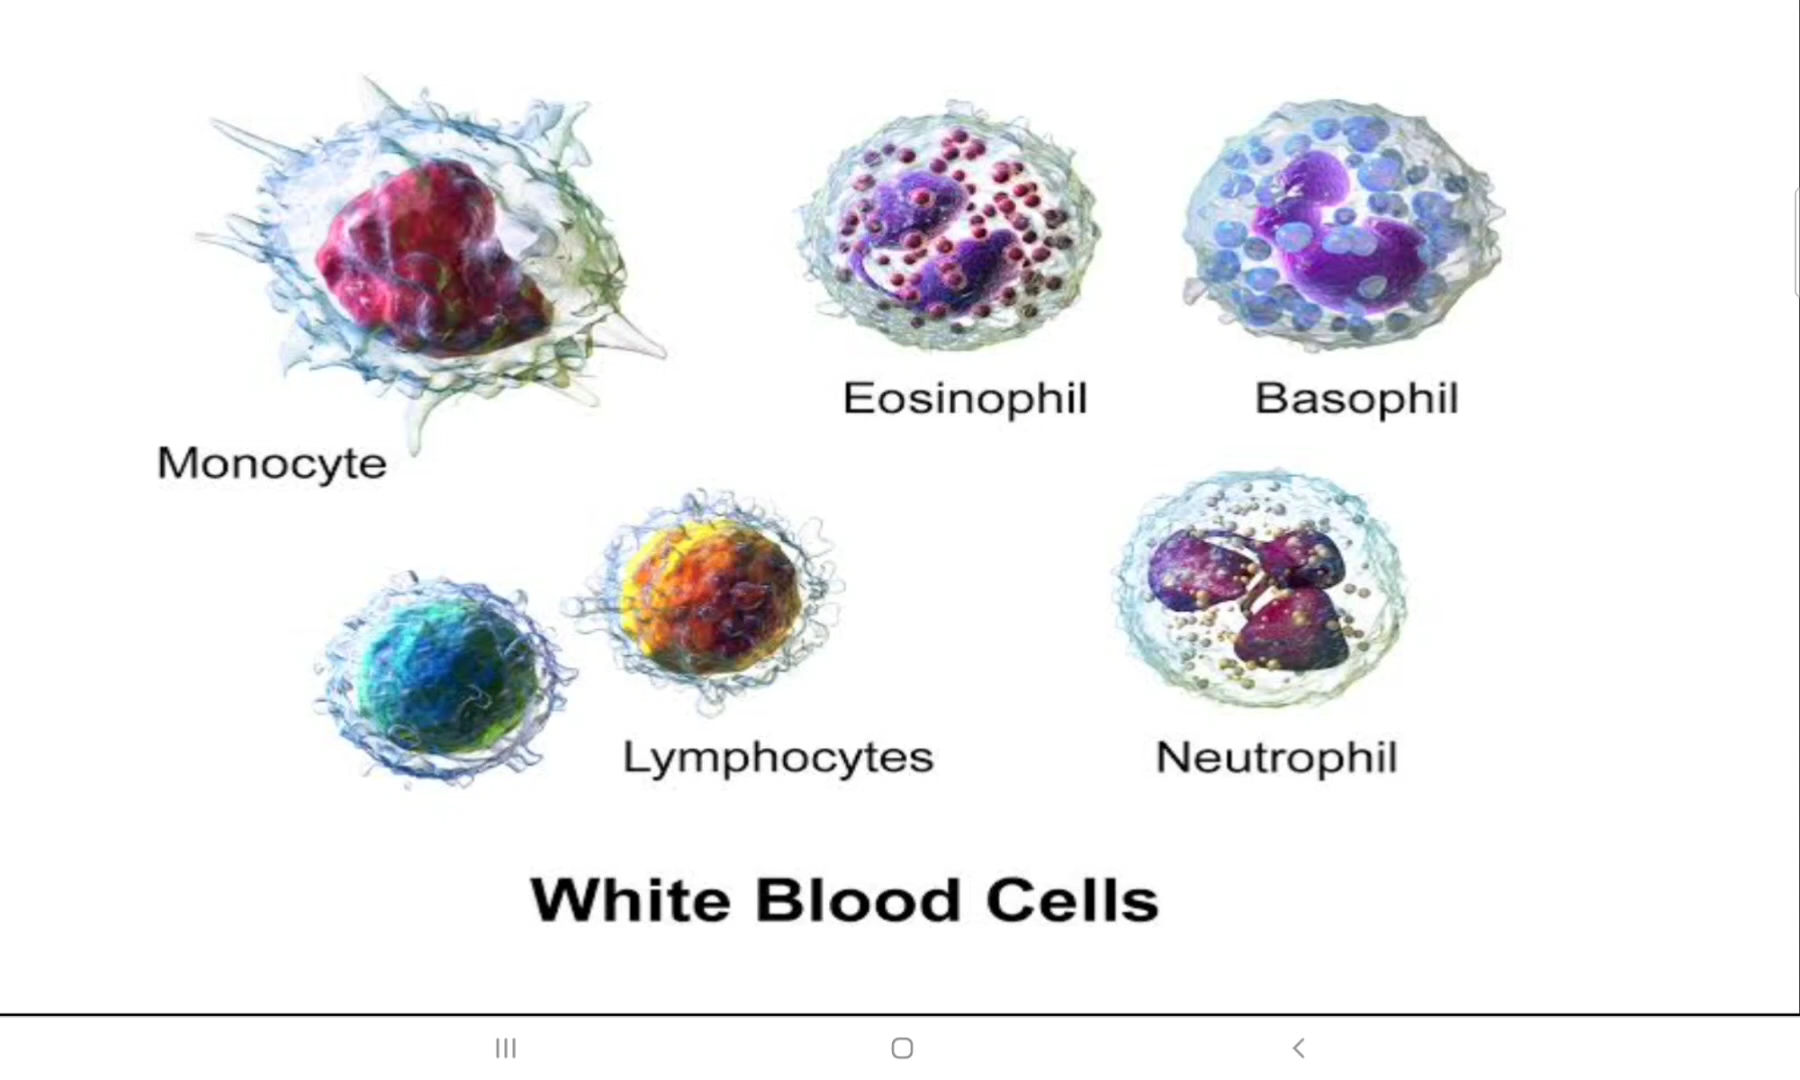 Eosinophil
Basophil
Monocyte
Lymphocytes
Neutrophil
White Blood Cells